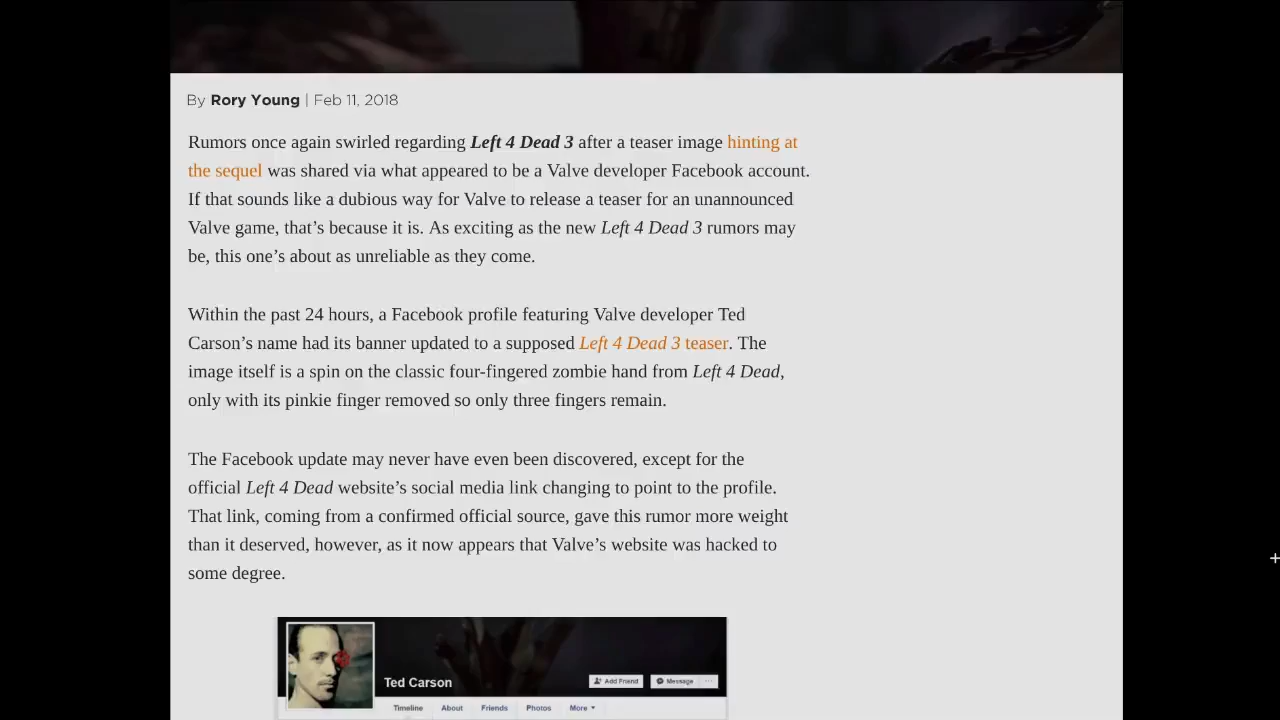 By Rory Young | Feb 11, 2018
Rumors once again swirled regarding Left 4 Dead 3 after a teaser image hinting at
the sequel was shared via what appeared to be a Valve developer Facebook account.
If that sounds like a dubious way for Valve to release a teaser for an unannounced
Valve game, that’s because it is. As exciting as the new Left 4 Dead 3 rumors may
be, this one’s about as unreliable as they come.
Within the past 24 hours, a Facebook profile featuring Valve developer Ted
Carson’s name had its banner updated to a supposed Left 4 Dead 3 teaser. The
image itself is a spin on the classic four-fingered zombie hand from Left 4 Dead,
only with its pinkie finger removed so only three fingers remain.
The Facebook update may never have even been discovered, except for the
official Left 4 Dead website’s social media link changing to point to the profile.
That link, coming from a confirmed official source, gave this rumor more weight
than it deserved, however, as it now appears that Valve’s website was hacked to
some degree.
Ted Carson
Add Friend Message ...
Timeline About Friends Photos More